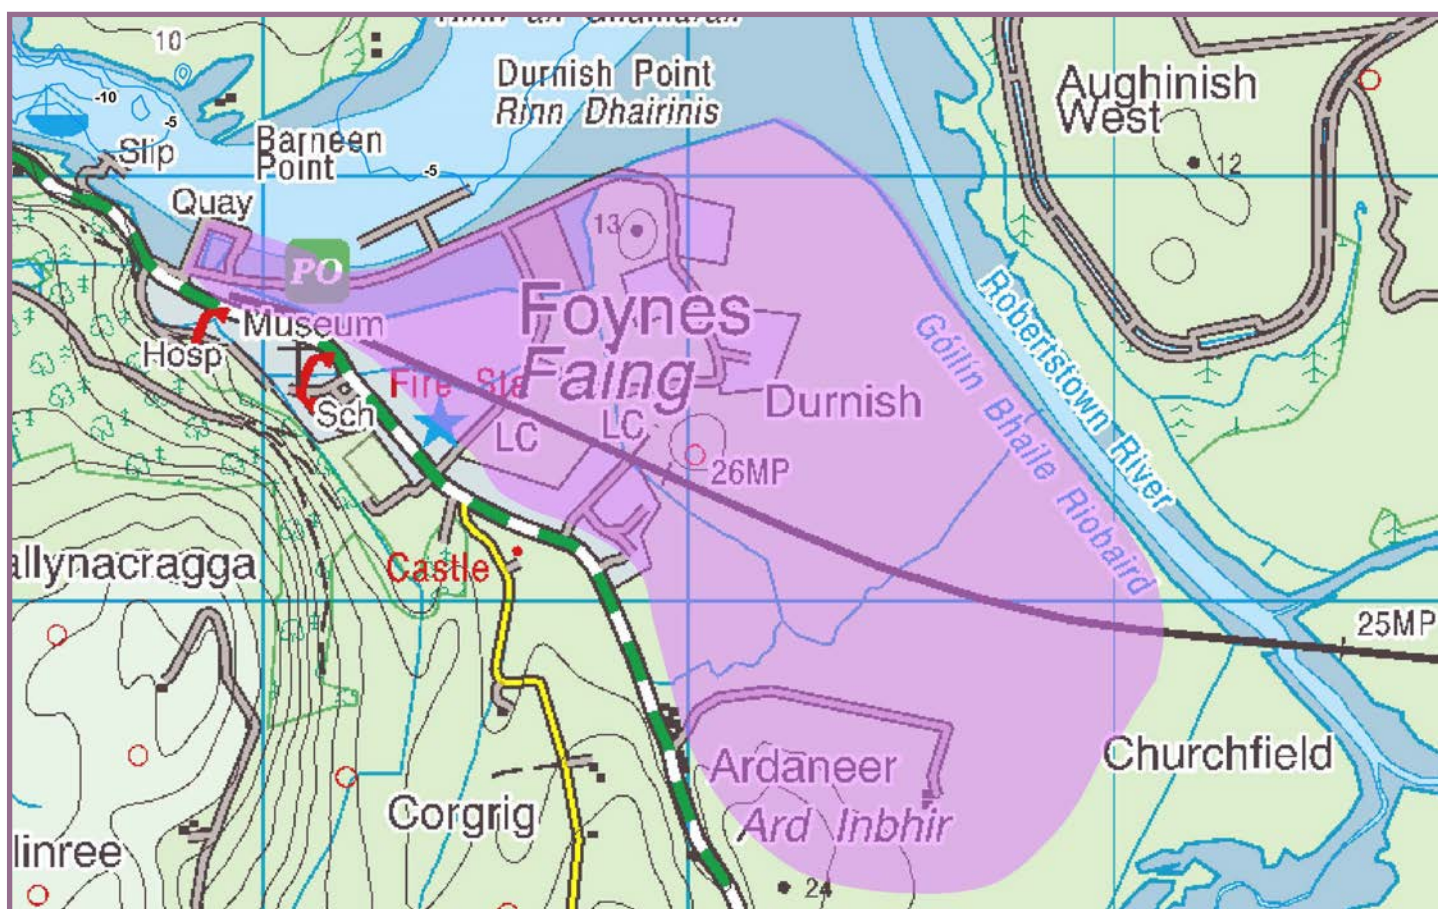 10
Durnish Point
Rinn Dhairinis
Aughinish
West
-10
-5
Slip
Barneen
Point
-5
12
Quay
13
PO
Foynes
Faing
Robertstown River
Góilín Bhaile Riobaird
Museum
Hosp
Fire Sta
Sch
Durnish
LC
LC
26MP
allynacragga
Castle
25MP
Ardaneer
Ard Inbhir
Churchfield
Corgrig
linree
24